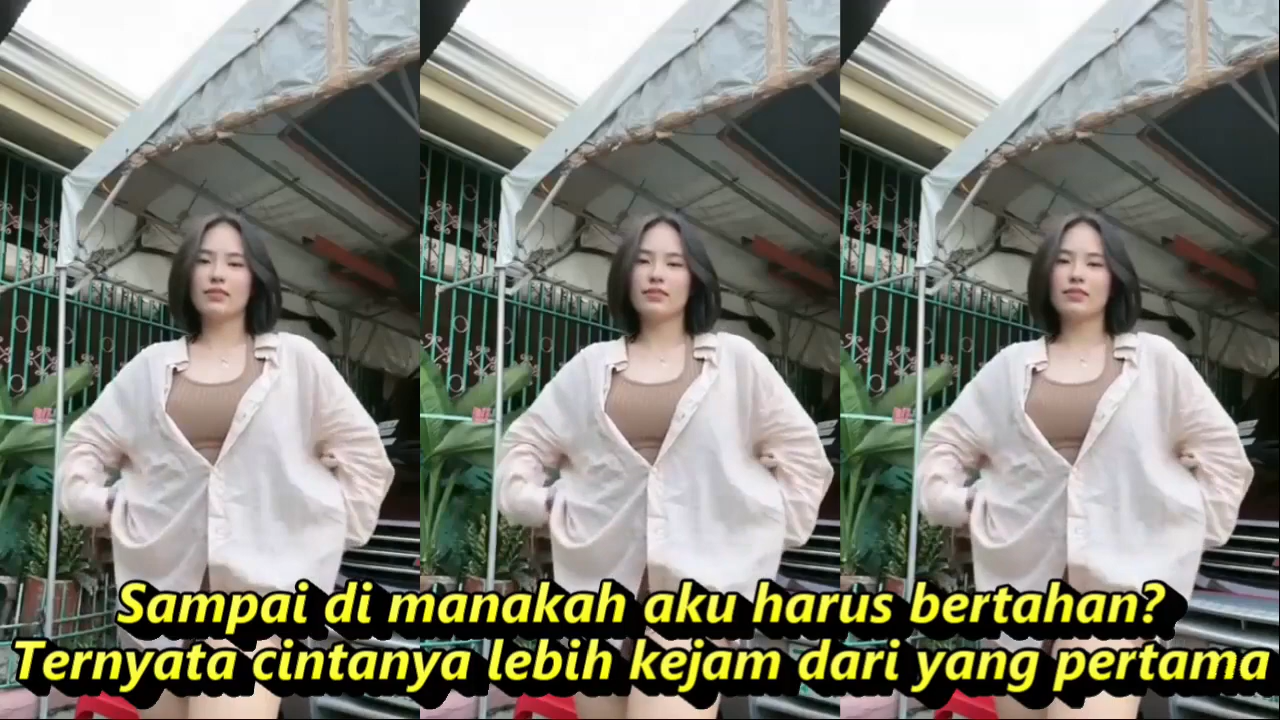 Sampai di manakah aku harus bertahan?
Ternyata cintanya lebih kejam dari yang pertama